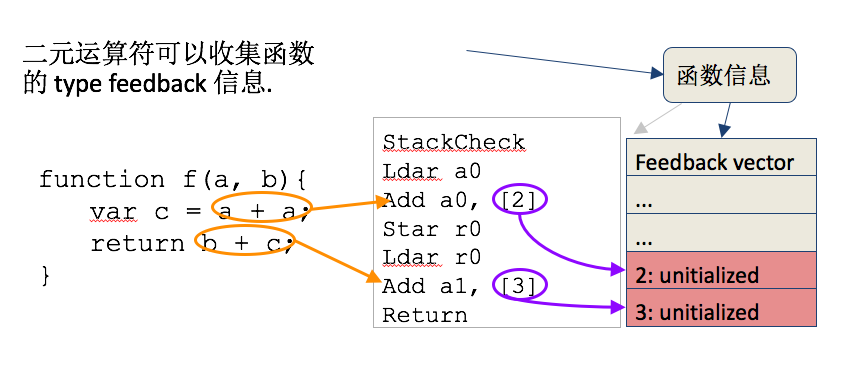 二元运算符可以收集函数
的 type feedback 信息.
函数信息
function f(a, b){
var c = a + a;
return b + c;
}
StackCheck
Ldar a0
Add a0, [2]
Star r0
Ldar r0
Add a1, [3]
Return
Feedback vector
...
...
2: unitialized
3: unitialized